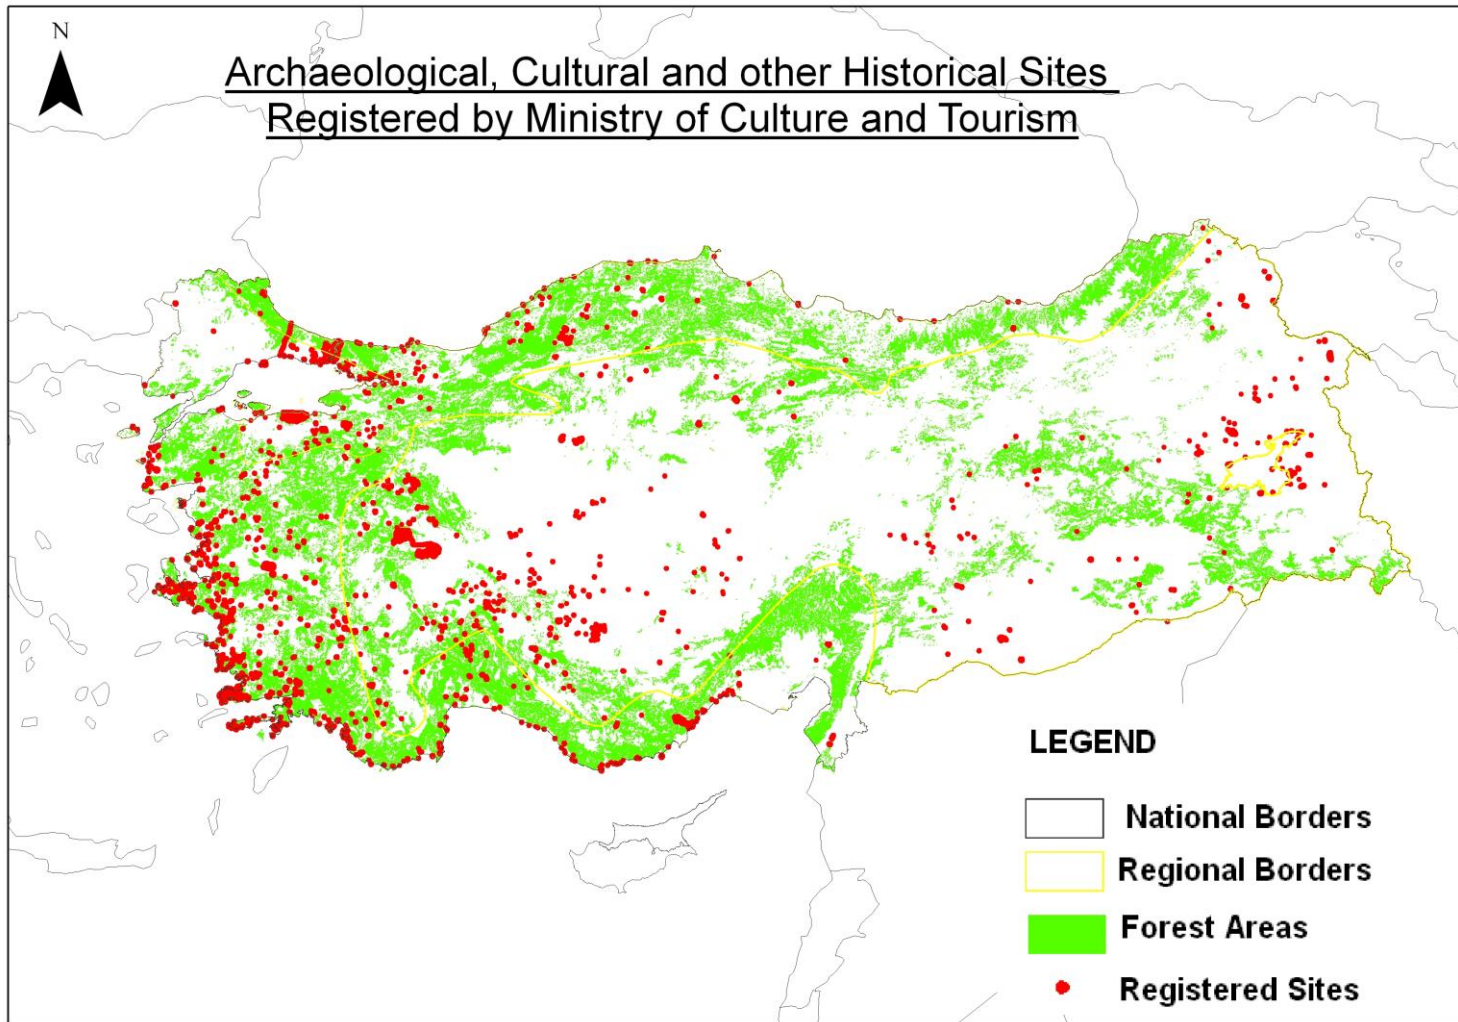 N
Archaeological, Cultural and other Historical Sites
Registered by Ministry of Culture and Tourism
LEGEND
National Borders
Regional Borders
Forest Areas
Registered Sites